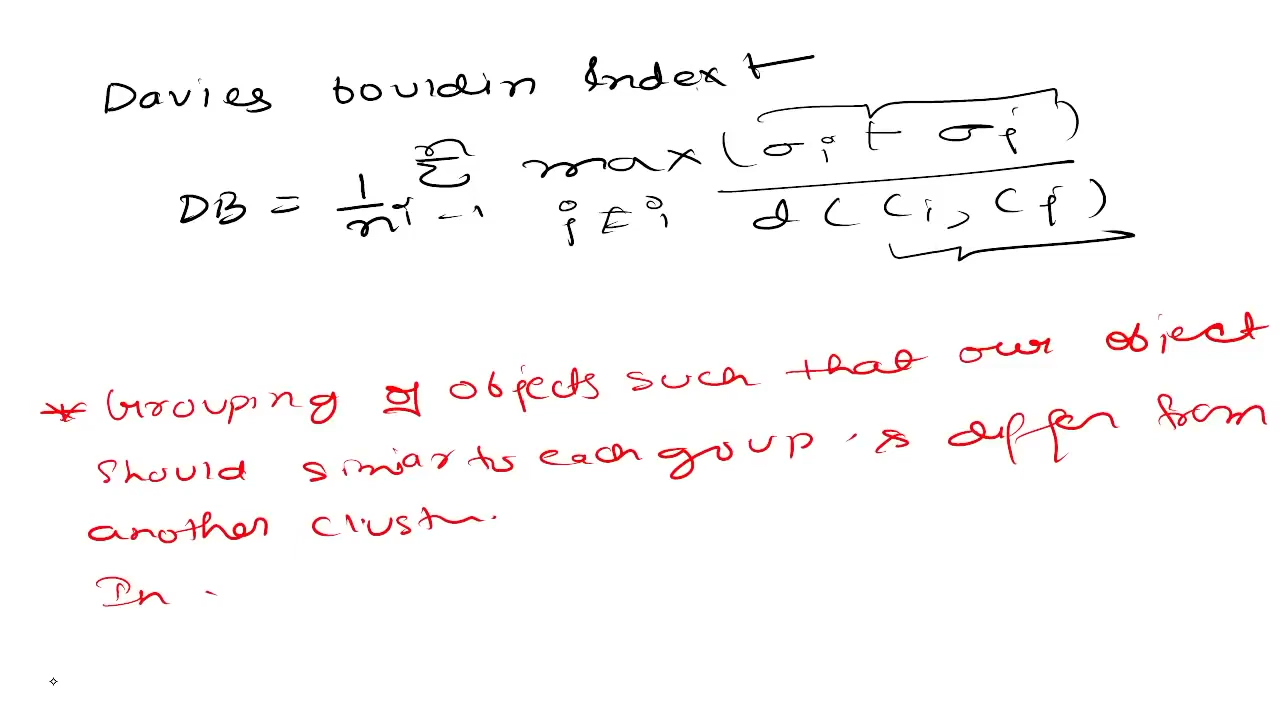 Davies bouldin Index
DB = 1/n Σ^n i-1 max j ≠ i (σi + σj) / d(ci, cj)
* Grouping of objects such that our object
should similar to each group & differ from
another cluster.
In